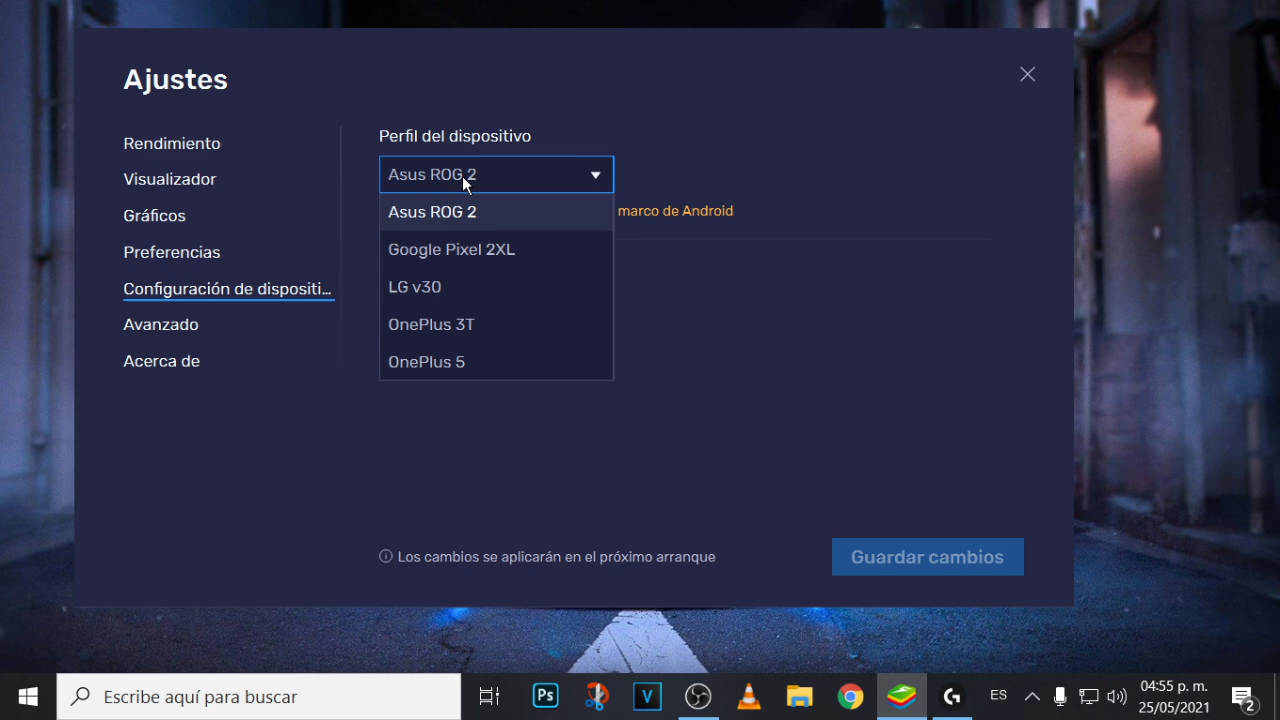 Ajustes
Rendimiento
Visualizador
Gráficos
Preferencias
Configuración de dispositi...
Avanzado
Acerca de
Perfil del dispositivo
Asus ROG 2
Asus ROG 2
marco de Android
Google Pixel 2XL
LG v30
OnePlus 3T
OnePlus 5
Los cambios se aplicarán en el próximo arranque
Guardar cambios
Escribe aquí para buscar
Ps
V
ES
04:55 p. m.
25/05/2021
2